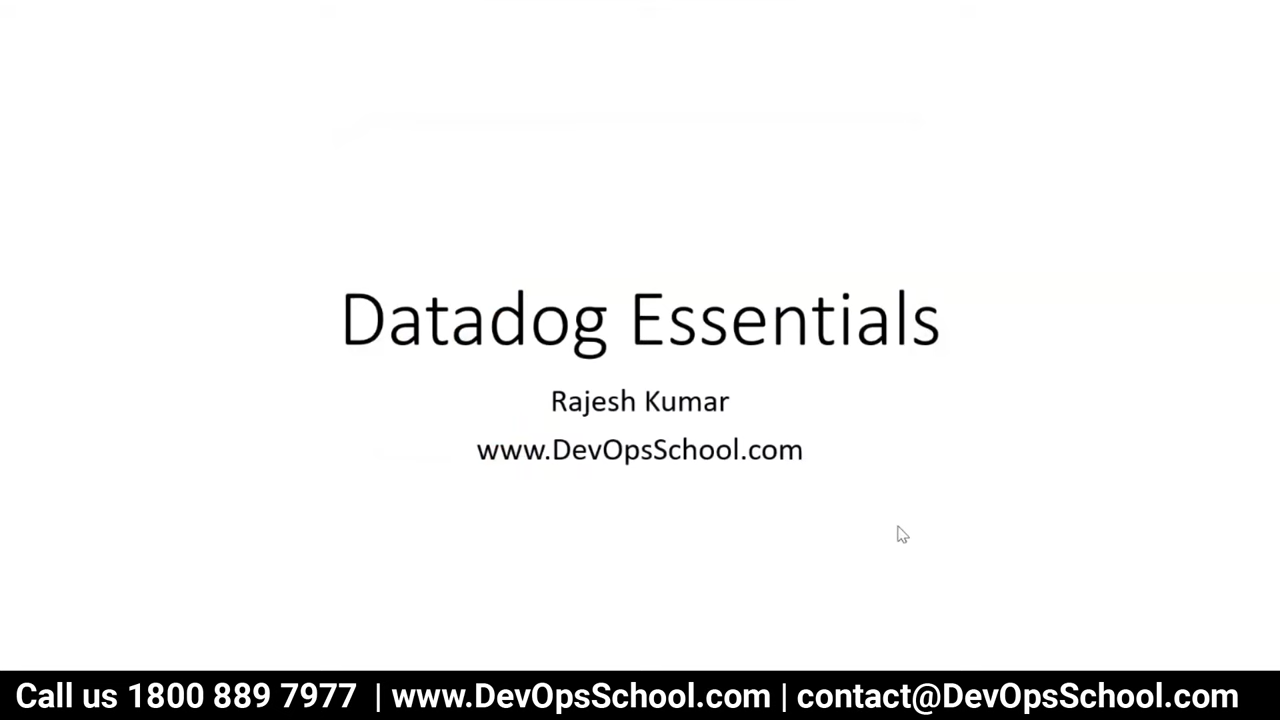 Datadog Essentials
Rajesh Kumar
www.DevOpsSchool.com
Call us 1800 889 7977 | www.DevOpsSchool.com | contact@DevOpsSchool.com